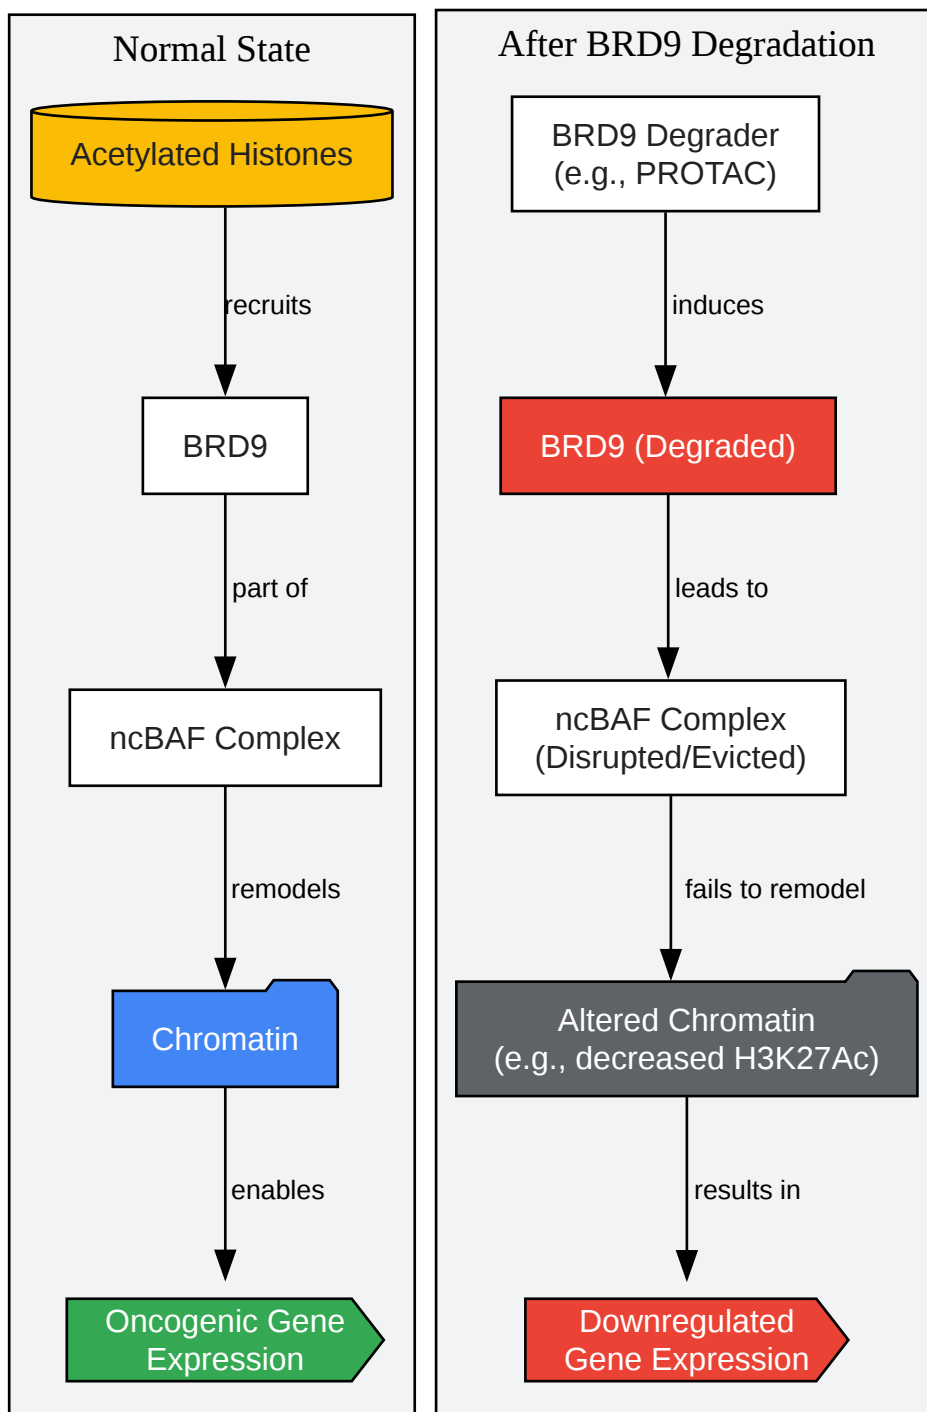 Normal State
Acetylated Histones
recruits
BRD9
part of
ncBAF Complex
remodels
Chromatin
enables
Oncogenic Gene
Expression
After BRD9 Degradation
BRD9 Degrader
(e.g., PROTAC)
induces
BRD9 (Degraded)
leads to
ncBAF Complex
(Disrupted/Evicted)
fails to remodel
Altered Chromatin
(e.g., decreased H3K27Ac)
results in
Downregulated
Gene Expression